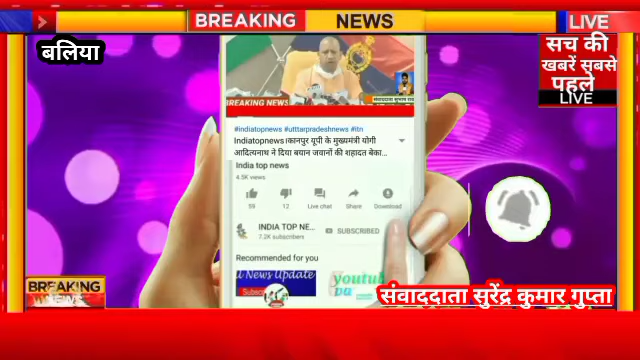 BREAKING NEWS LIVE
बलिया
सच की
खबरें सबसे
पहले
LIVE
BREAKING NEWS
#indiatopnews #utttarpradeshnews #itn
Indiatopnews।कानपुर यूपी के मुख्यमंत्री योगी
आदित्यनाथ ने दिया बयान जवानों की शहादत बेका...
India top news
4.5K views
59 12 Live chat Share Download
INDIA TOP NE...
7.2K subscribers
SUBSCRIBED
Recommended for you
News Update
youtub
BREAKING
NEWS
संवाददाता सुरेंद्र कुमार गुप्ता